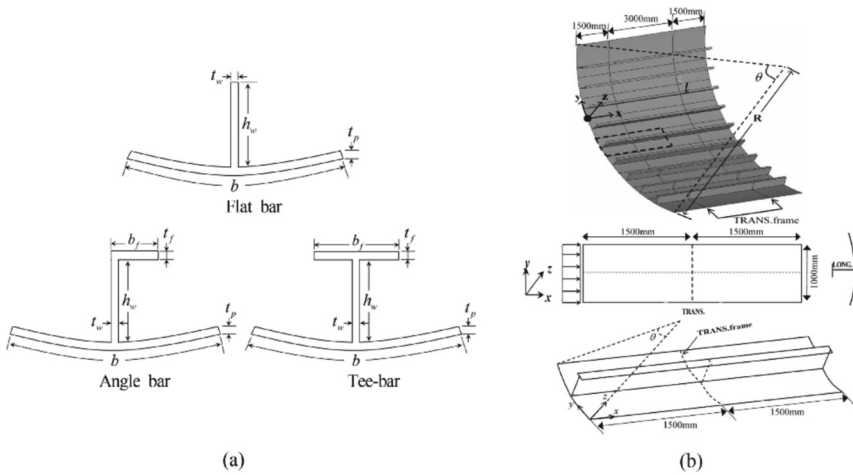 t_w
h_w
t_p
b
Flat bar
b_f
t_f
h_w
t_w
t_p
b
Angle bar
b_f
t_f
h_w
t_w
t_p
b
Tee-bar
(a)
1500mm
3000mm
1500mm
θ
l
R
y
z
x
TRANS.frame
1500mm
1500mm
y
z
x
1000mm
LONG.
TRANS.
θ
TRANS.frame
y
z
x
1500mm
1500mm
(b)